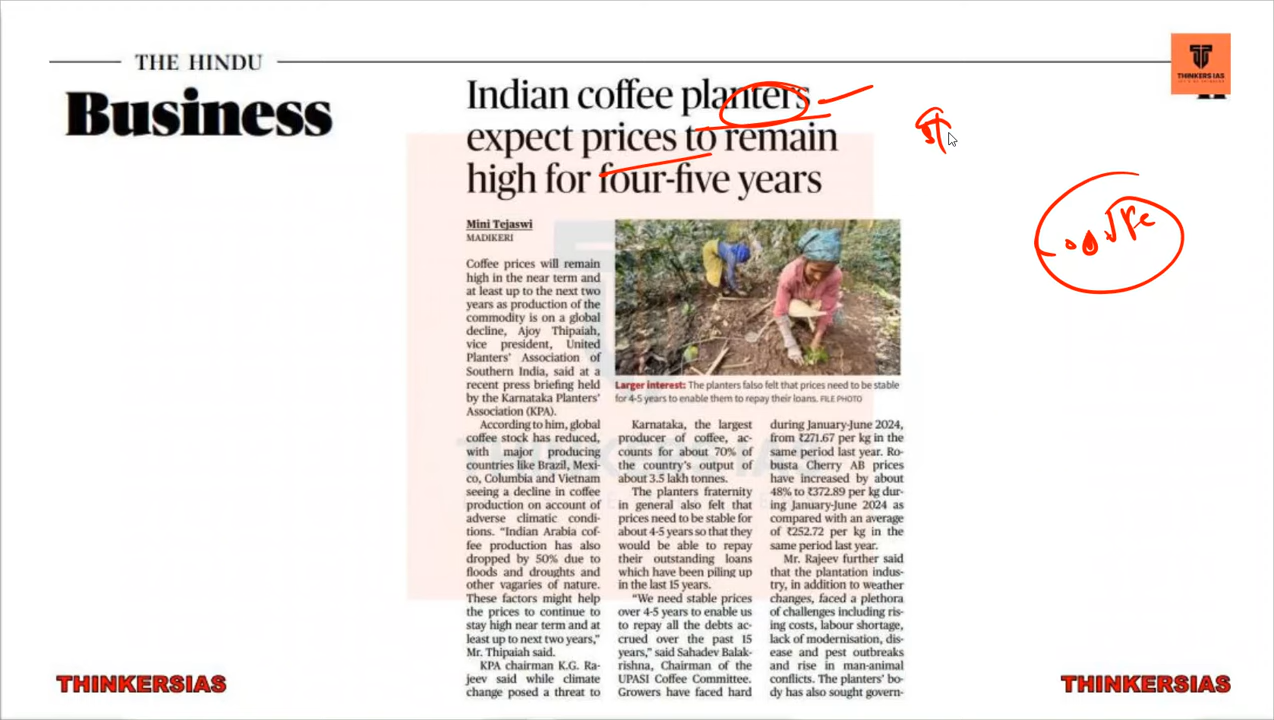 THE HINDU
Business
THINKERS IAS
Indian coffee planters
expect prices to remain
high for four-five years
Mini Tejaswi
MADIKERI
Coffee prices will remain
high in the near term and
at least up to the next two
years as production of the
commodity is on a global
decline, Ajoy Thipaiah,
vice president, United
Planters' Association of
Southern India, said at a
recent press briefing held
by the Karnataka Planters'
Association (KPA).
According to him, global
coffee stock has reduced,
with major producing
countries like Brazil, Mexi-
co, Columbia and Vietnam
seeing a decline in coffee
production on account of
adverse climatic condi-
tions. "Indian Arabia cof-
fee production has also
dropped by 50% due to
floods and droughts and
other vagaries of nature.
These factors might help
the prices to continue to
stay high near term and at
least up to next two years,"
Mr. Thipaiah said.
KPA chairman K.G. Ra-
jeev said while climate
change posed a threat to
Larger interest: The planters falso felt that prices need to be stable
for 4-5 years to enable them to repay their loans. FILE PHOTO
Karnataka, the largest
producer of coffee, ac-
counts for about 70% of
the country's output of
about 3.5 lakh tonnes.
The planters fraternity
in general also felt that
prices need to be stable for
about 4-5 years so that they
would be able to repay
their outstanding loans
which have been piling up
in the last 15 years.
"We need stable prices
over 4-5 years to enable us
to repay all the debts ac-
crued over the past 15
years," said Sahadev Balak-
rishna, Chairman of the
UPASI Coffee Committee.
Growers have faced hard
during January-June 2024,
from ₹271.67 per kg in the
same period last year. Ro-
busta Cherry AB prices
have increased by about
48% to ₹372.89 per kg dur-
ing January-June 2024 as
compared with an average
of ₹252.72 per kg in the
same period last year.
Mr. Rajeev further said
that the plantation indus-
try, in addition to weather
changes, faced a plethora
of challenges including ris-
ing costs, labour shortage,
lack of modernisation, dis-
ease and pest outbreaks
and rise in man-animal
conflicts. The planters' bo-
dy has also sought govern-
THINKERSIAS
THINKERSIAS